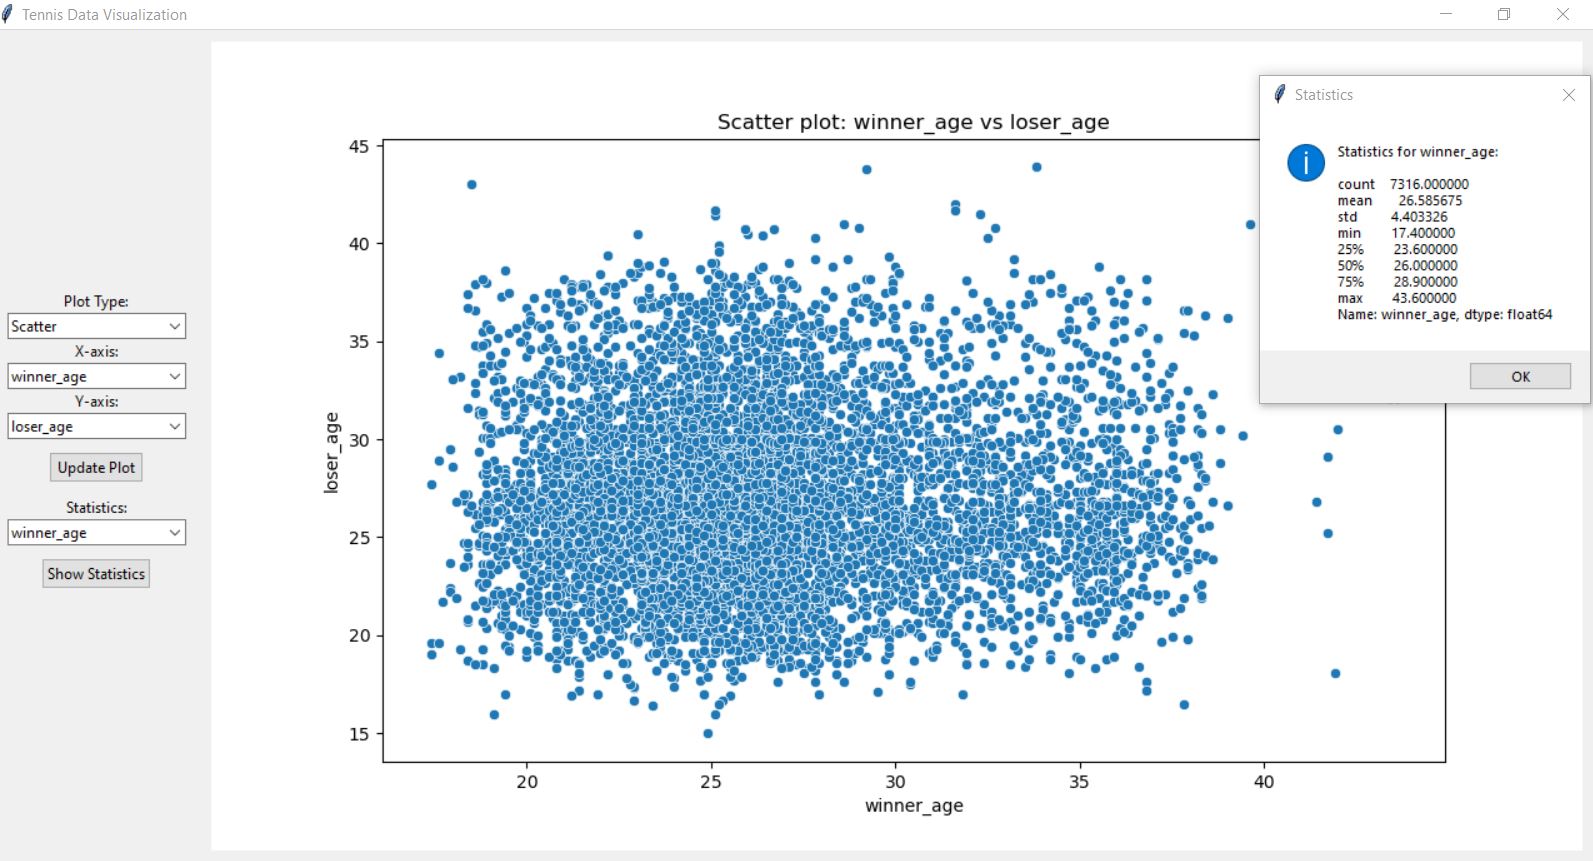 Tennis Data Visualization
Plot Type:
Scatter
X-axis:
winner_age
Y-axis:
loser_age
Update Plot
Statistics:
winner_age
Show Statistics
Scatter plot: winner_age vs loser_age
45
40
35
30
25
20
15
loser_age
20 25 30 35 40
winner_age
Statistics
i
Statistics for winner_age:
count 7316.000000
mean 26.585675
std 4.403326
min 17.400000
25% 23.600000
50% 26.000000
75% 28.900000
max 43.600000
Name: winner_age, dtype: float64
OK